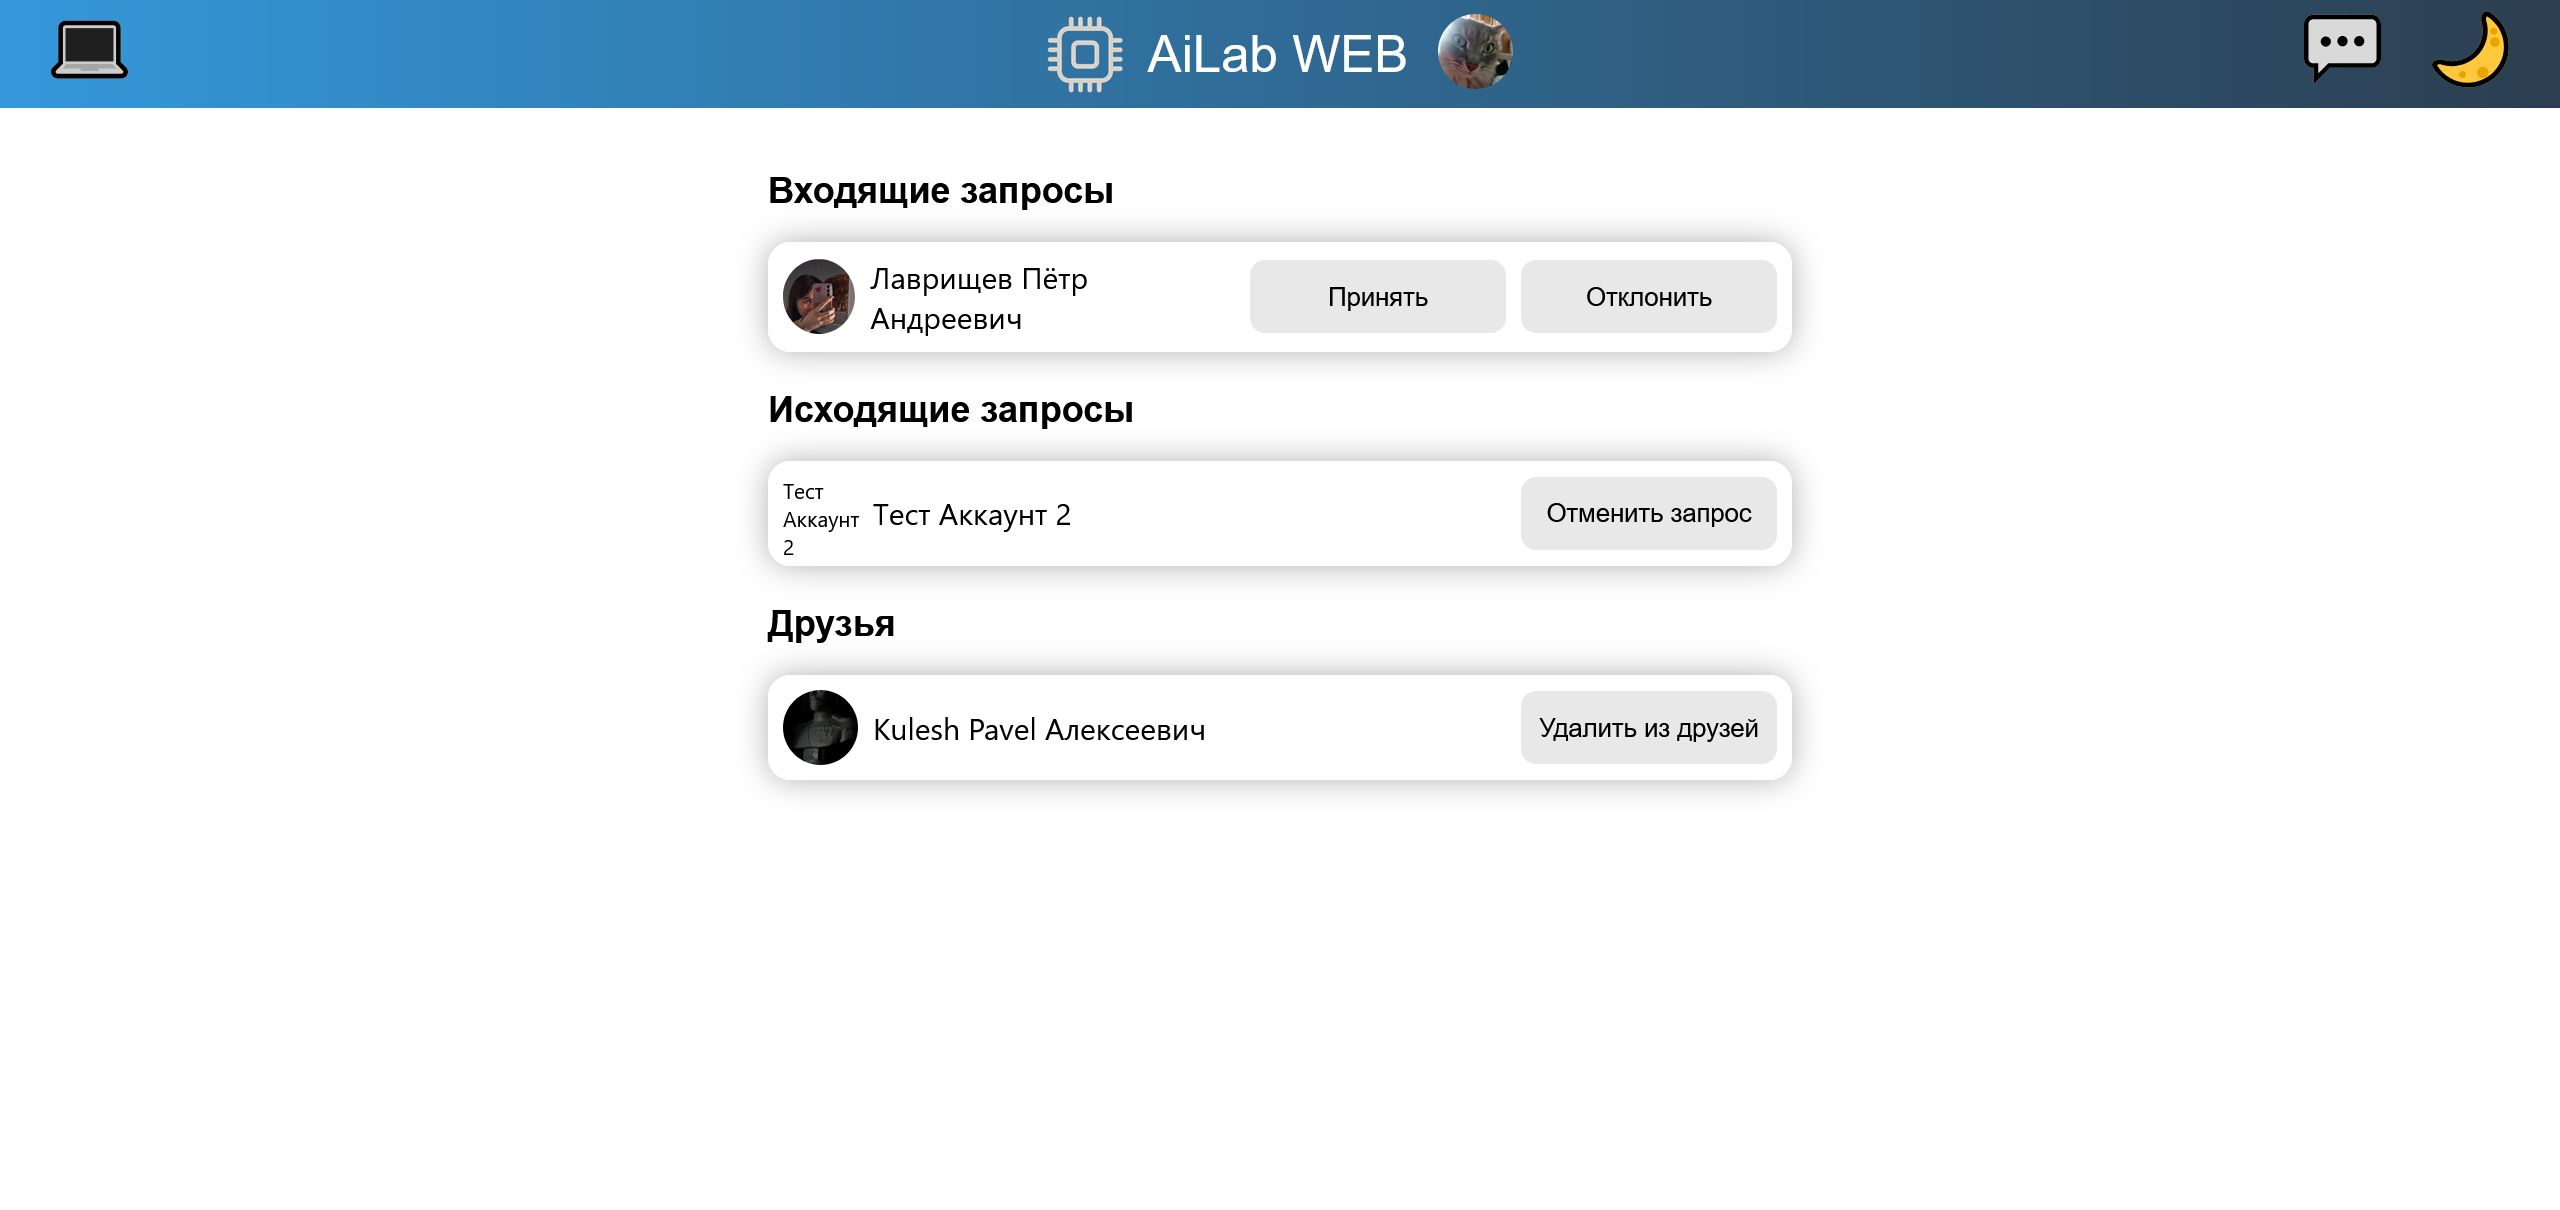 AiLab WEB
Входящие запросы
Лаврищев Пётр
Андреевич
Принять
Отклонить
Исходящие запросы
Тест
Аккаунт
2
Тест Аккаунт 2
Отменить запрос
Друзья
Kulesh Pavel Алексеевич
Удалить из друзей